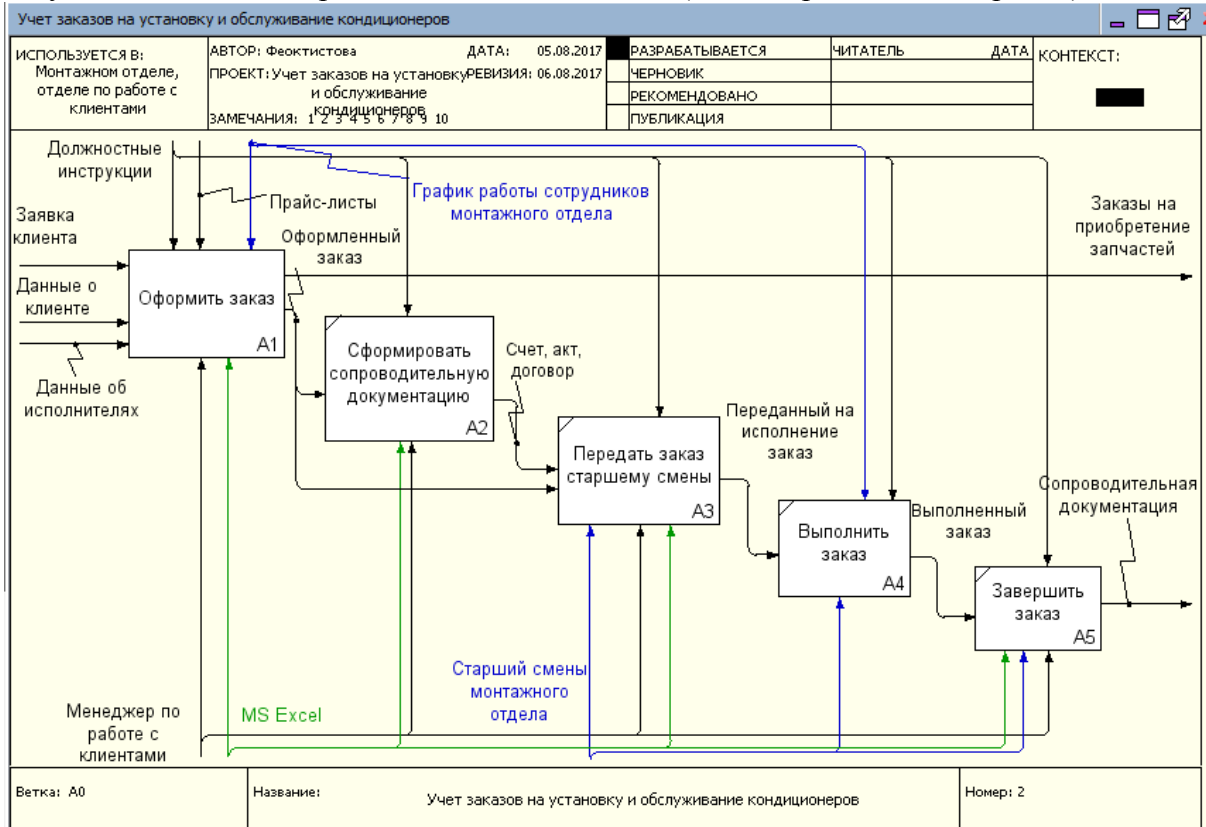 Учет заказов на установку и обслуживание кондиционеров
ИСПОЛЬЗУЕТСЯ В:
Монтажном отделе,
отделе по работе с
клиентами
АВТОР: Феоктистова
ДАТА: 05.08.2017
ПРОЕКТ: Учет заказов на установку
и обслуживание
кондиционеров
РЕВИЗИЯ: 06.08.2017
ЗАМЕЧАНИЯ: 1 2 3 4 5 6 7 8 9 10
РАЗРАБАТЫВАЕТСЯ
ЧЕРНОВИК
РЕКОМЕНДОВАНО
ПУБЛИКАЦИЯ
ЧИТАТЕЛЬ
ДАТА
КОНТЕКСТ:
Должностные
инструкции
Прайс-листы
График работы сотрудников
монтажного отдела
Заявка
клиента
Оформленный
заказ
Заказы на
приобретение
запчастей
Данные о
клиенте
Оформить заказ
A1
Данные об
исполнителях
Сформировать
сопроводительную
документацию
A2
Счет, акт,
договор
Передать заказ
старшему смены
A3
Переданный на
исполнение
заказ
Выполнить
заказ
A4
Выполненный
заказ
Сопроводительная
документация
Завершить
заказ
A5
Старший смены
монтажного
отдела
MS Excel
Менеджер по
работе с
клиентами
Ветка: A0
Название:
Учет заказов на установку и обслуживание кондиционеров
Номер: 2